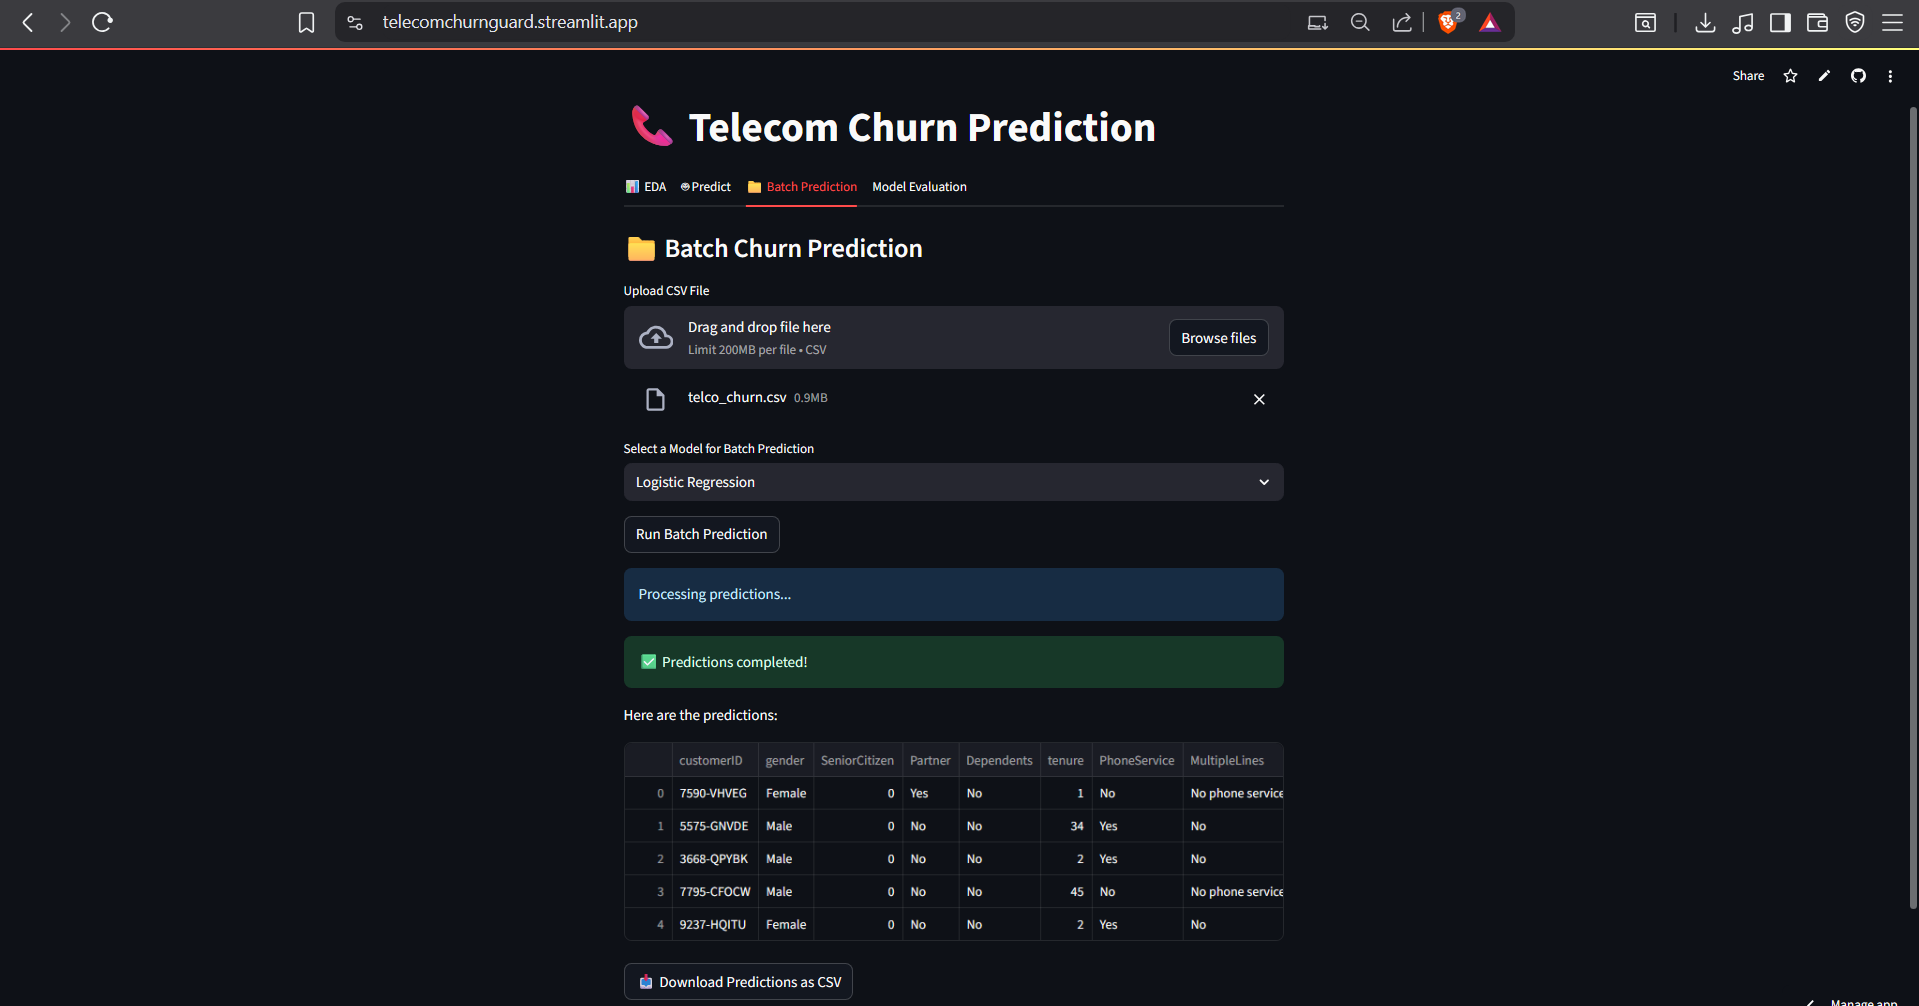 telecomchurnguard.streamlit.app
2
Share
Telecom Churn Prediction
EDA Predict Batch Prediction Model Evaluation
Batch Churn Prediction
Upload CSV File
Drag and drop file here
Limit 200MB per file • CSV
Browse files
telco_churn.csv 0.9MB
Select a Model for Batch Prediction
Logistic Regression
Run Batch Prediction
Processing predictions...
Predictions completed!
Here are the predictions:
customerID gender SeniorCitizen Partner Dependents tenure PhoneService MultipleLines
0 7590-VHVEG Female 0 Yes No 1 No No phone service
1 5575-GNVDE Male 0 No No 34 Yes No
2 3668-QPYBK Male 0 No No 2 Yes No
3 7795-CFOCW Male 0 No No 45 No No phone service
4 9237-HQITU Female 0 No No 2 Yes No
Download Predictions as CSV
Manage app